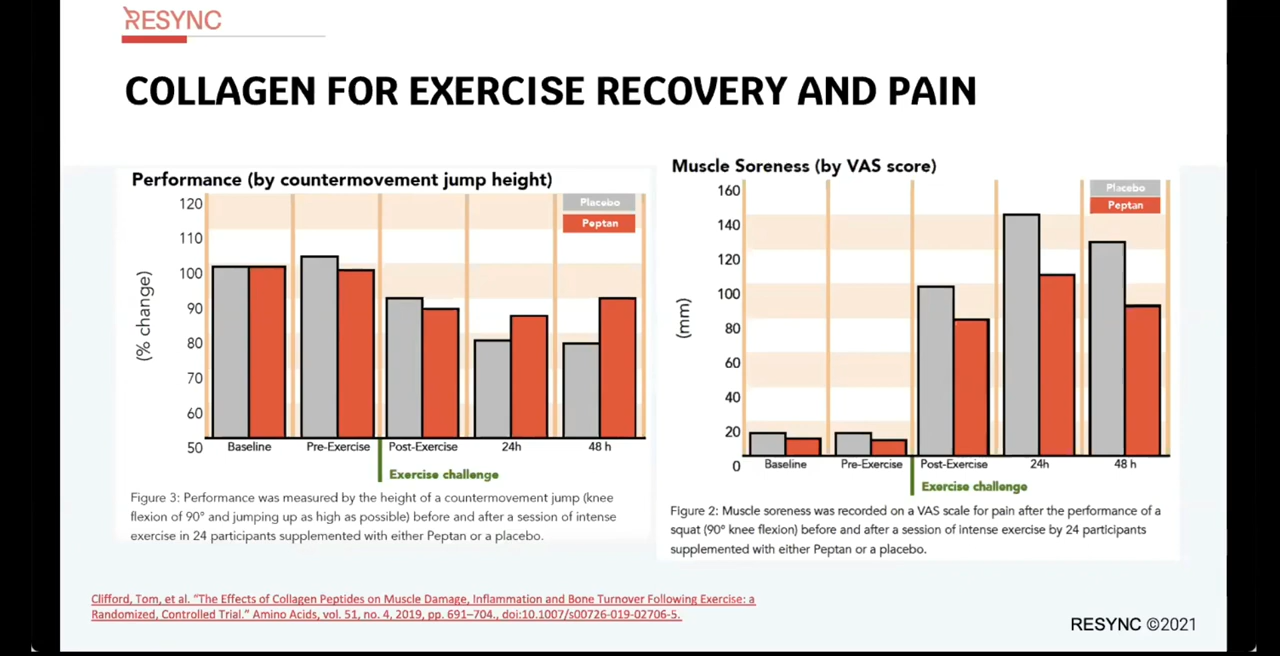 RESYNC
COLLAGEN FOR EXERCISE RECOVERY AND PAIN
Performance (by countermovement jump height)
120
110
100
90
80
70
60
50
(% change)
Placebo
Peptan
Baseline
Pre-Exercise
Post-Exercise
24h
48 h
Exercise challenge
Figure 3: Performance was measured by the height of a countermovement jump (knee
flexion of 90° and jumping up as high as possible) before and after a session of intense
exercise in 24 participants supplemented with either Peptan or a placebo.
Muscle Soreness (by VAS score)
160
140
120
100
80
60
40
20
0
(mm)
Placebo
Peptan
Baseline
Pre-Exercise
Post-Exercise
24h
48 h
Exercise challenge
Figure 2: Muscle soreness was recorded on a VAS scale for pain after the performance of a
squat (90° knee flexion) before and after a session of intense exercise by 24 participants
supplemented with either Peptan or a placebo.
Clifford, Tom, et al. “The Effects of Collagen Peptides on Muscle Damage, Inflammation and Bone Turnover Following Exercise: a
Randomized, Controlled Trial.” Amino Acids, vol. 51, no. 4, 2019, pp. 691–704., doi:10.1007/s00726-019-02706-5.
RESYNC ©2021